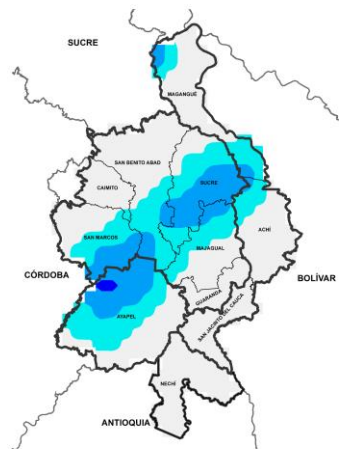 SUCRE
MAGANGUÉ
SAN BENITO ABAD
SUCRE
CAIMITO
SAN MARCOS
ACHÍ
MAJAGUAL
CÓRDOBA
BOLÍVAR
GUARANDA
SAN JACINTO DEL CAUCA
AYAPEL
NECHÍ
ANTIOQUIA